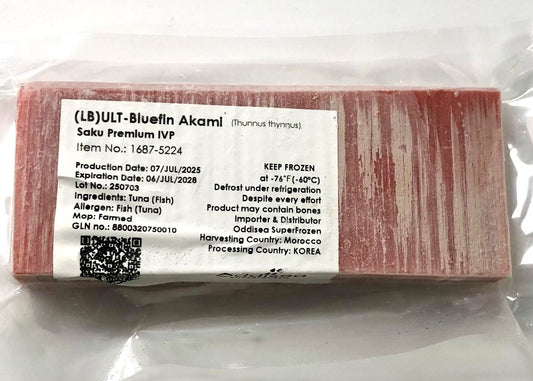 (LB)ULT-Bluefin Akami (Thunnus thynnus)
Saku Premium IVP
Item No.: 1687-5224
Production Date: 07/JUL/2025
Expiration Date: 06/JUL/2028
Lot No.: 250703
Ingredients: Tuna (Fish)
Allergen: Fish (Tuna)
Mop: Farmed
GLN no.: 8800320750010
KEEP FROZEN
at -76°F (-60°C)
Defrost under refrigeration
Despite every effort
Product may contain bones
Importer & Distributor
Oddisea SuperFrozen
Harvesting Country: Morocco
Processing Country: KOREA